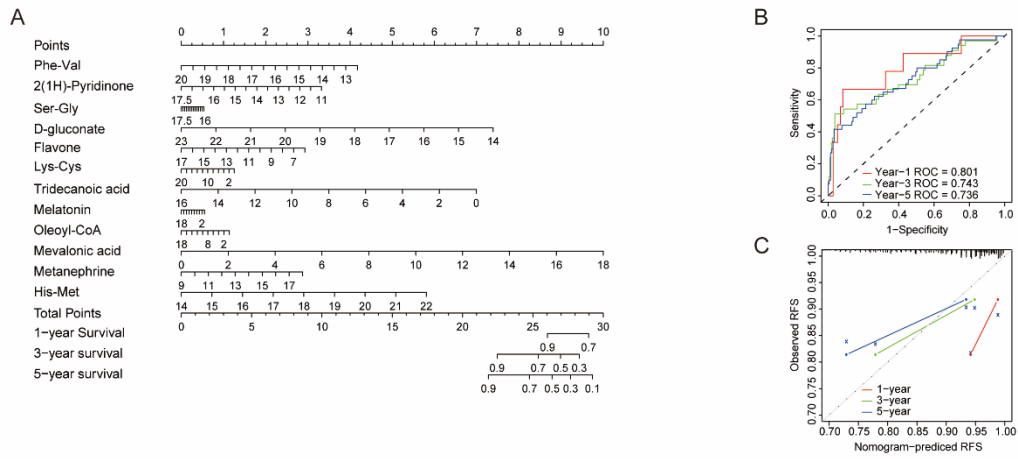 A
Points
0 1 2 3 4 5 6 7 8 9 10
Phe-Val
20 19 18 17 16 15 14 13
2(1H)-Pyridinone
17.5 16 15 14 13 12 11
Ser-Gly
17.5 16
D-gluconate
23 22 21 20 19 18 17 16 15 14
Flavone
17 15 13 11 9 7
Lys-Cys
20 10 2
Tridecanoic acid
16 14 12 10 8 6 4 2 0
Melatonin
18 2
Oleoyl-CoA
18 8 2
Mevalonic acid
0 2 4 6 8 10 12 14 16 18
Metanephrine
9 11 13 15 17
His-Met
14 15 16 17 18 19 20 21 22
Total Points
0 5 10 15 20 25 30
1-year Survival
0.9 0.7
3-year survival
0.9 0.7 0.5 0.3
5-year survival
0.9 0.7 0.5 0.3 0.1
B
Sensitivity
1.0
0.8
0.6
0.4
0.2
0.0
Year-1 ROC = 0.801
Year-3 ROC = 0.743
Year-5 ROC = 0.736
0.0 0.2 0.4 0.6 0.8 1.0
1-Specificity
C
Observed RFS
1.00
0.95
0.90
0.85
0.80
0.70
1-year
3-year
5-year
0.70 0.75 0.80 0.85 0.90 0.95 1.00
Nomogram-prediced RFS